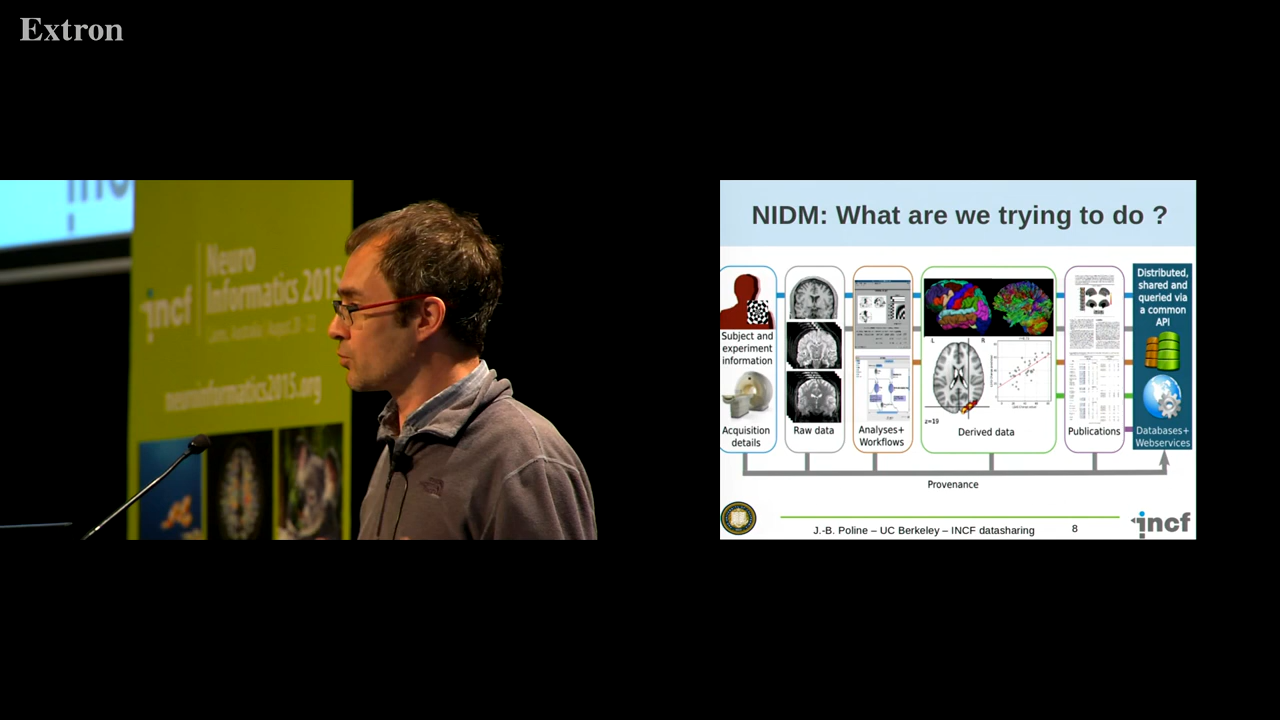 Extron
inc
Neuro
Informatics 2015
incf
neuroinformatics2015.org
NIDM: What are we trying to do ?
Subject and
experiment
information
Acquisition
details
Raw data
Analyses+
Workflows
L R
z=19
Derived data
Publications
Distributed,
shared and
queried via
a common
API
Databases+
Webservices
Provenance
J.-B. Poline – UC Berkeley – INCF datasharing
8
incf